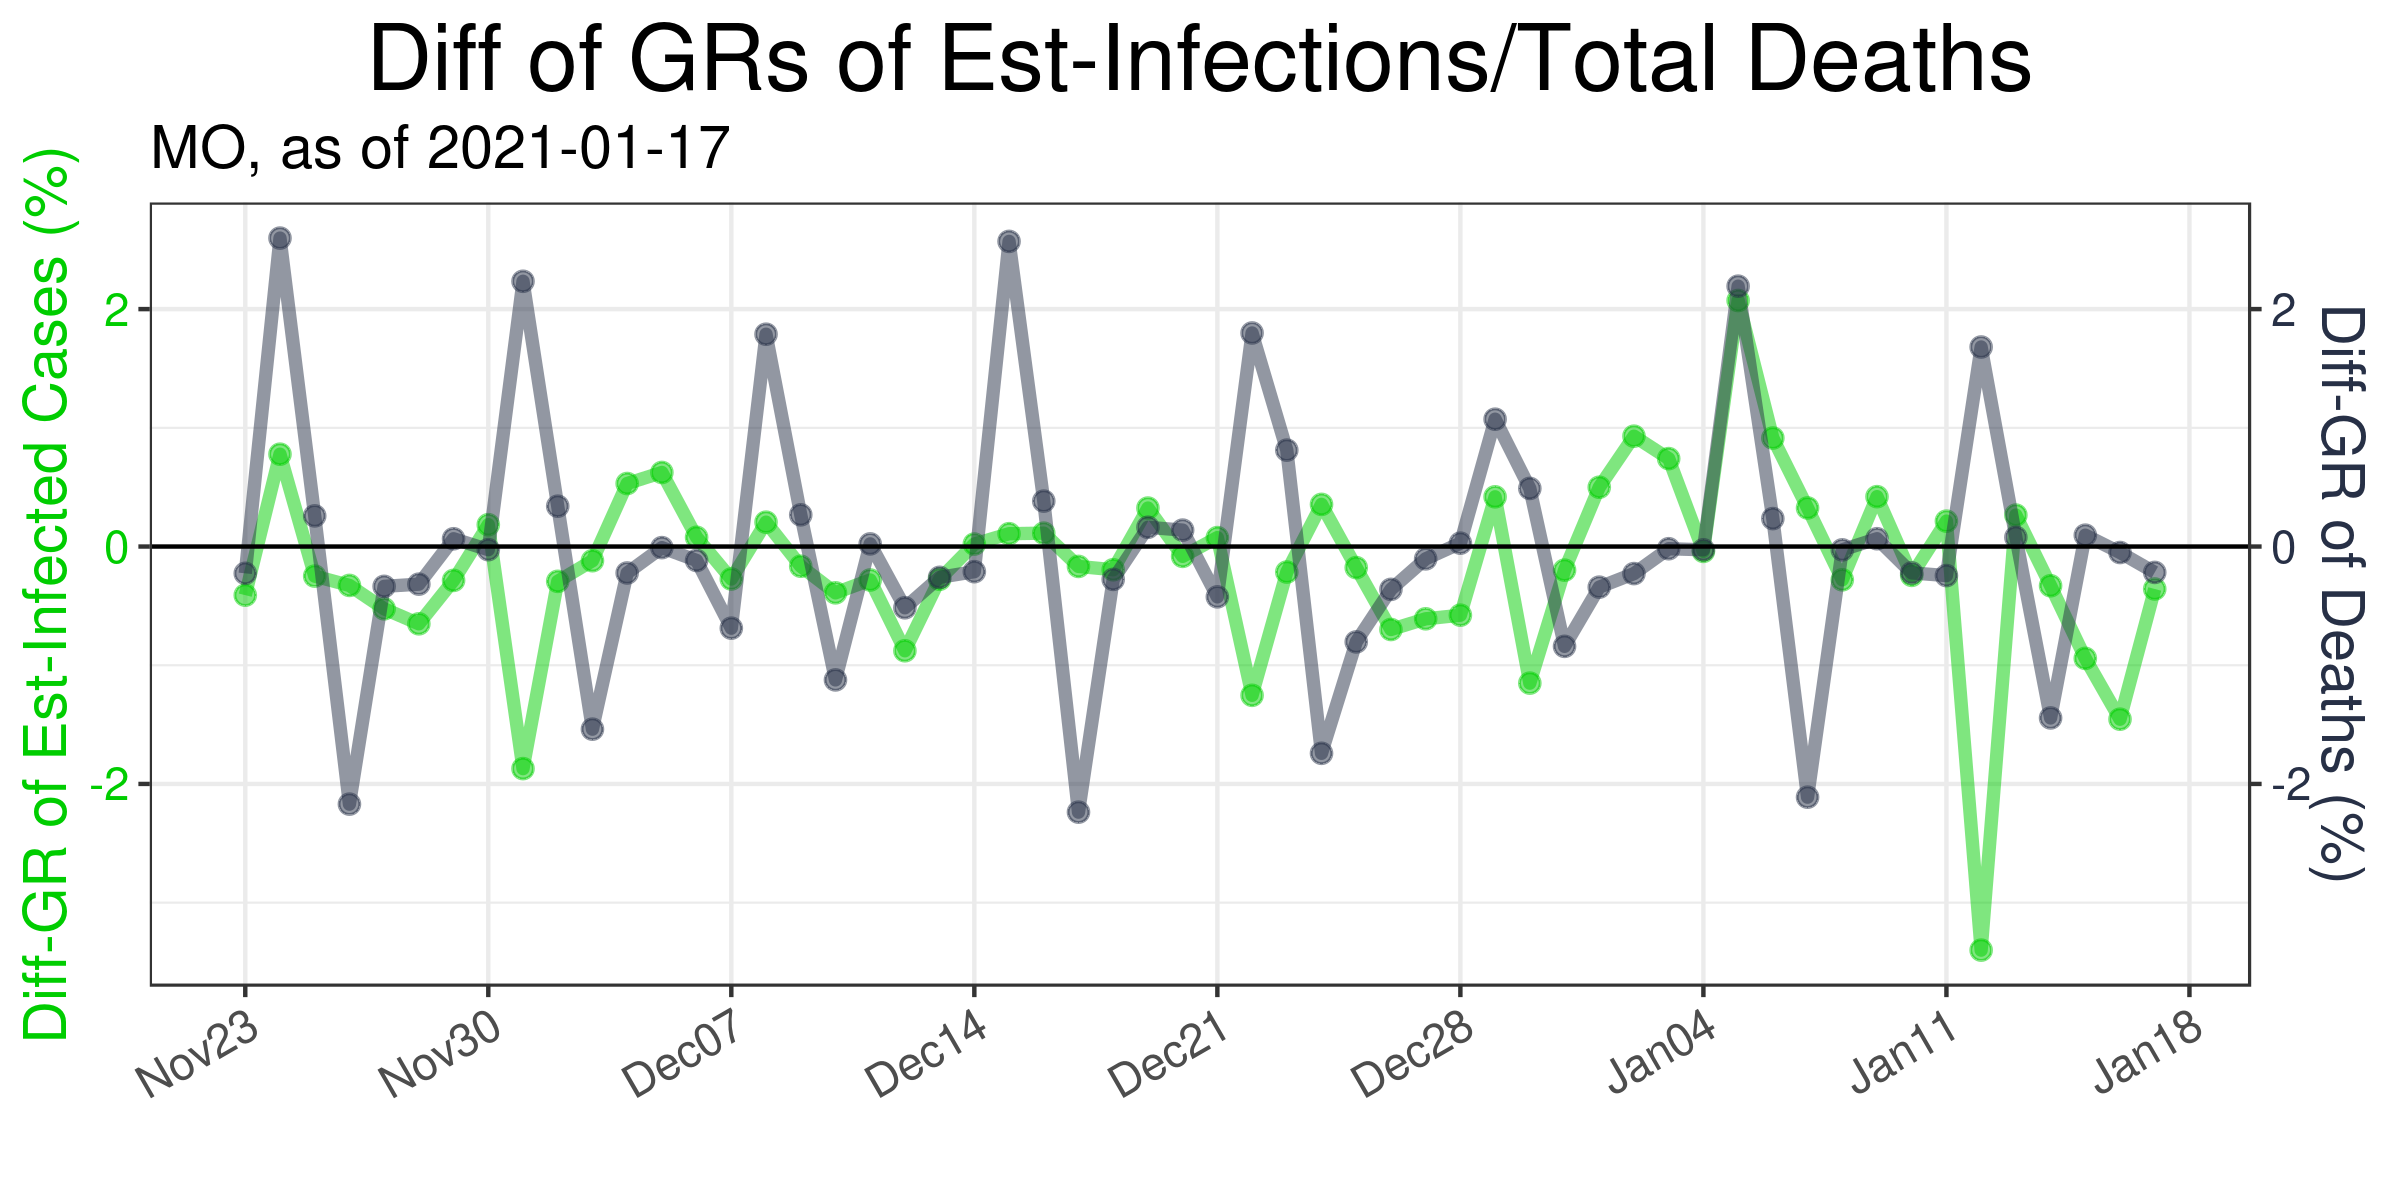 Diff of GRs of Est-Infections/Total Deaths
MO, as of 2021-01-17
Diff-GR of Est-Infected Cases (%)
2
0
-2
2
0
-2
Diff-GR of Deaths (%)
Nov23
Nov30
Dec07
Dec14
Dec21
Dec28
Jan04
Jan11
Jan18